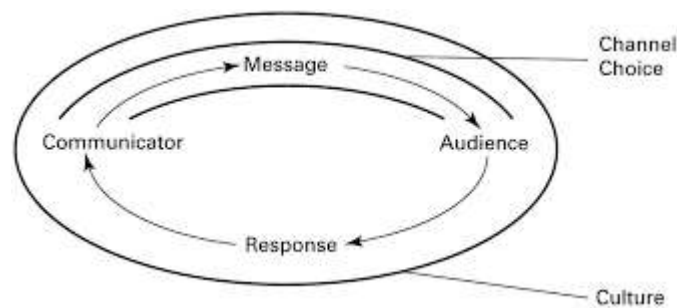 Channel
Choice
Message
Communicator
Audience
Response
Culture